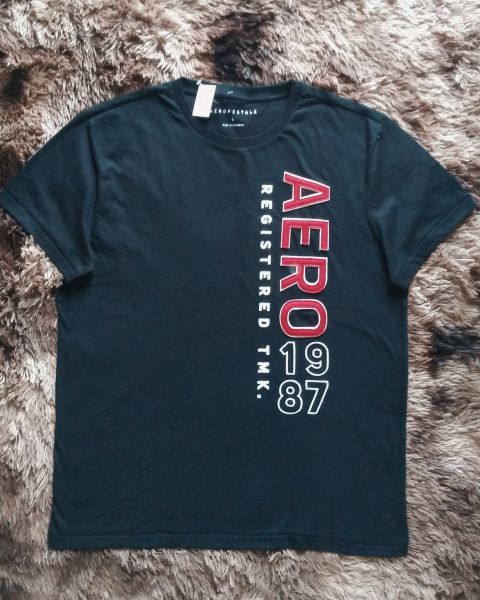 AEROPOSTALE
L
AERO
19
87
REGISTERED TMK.